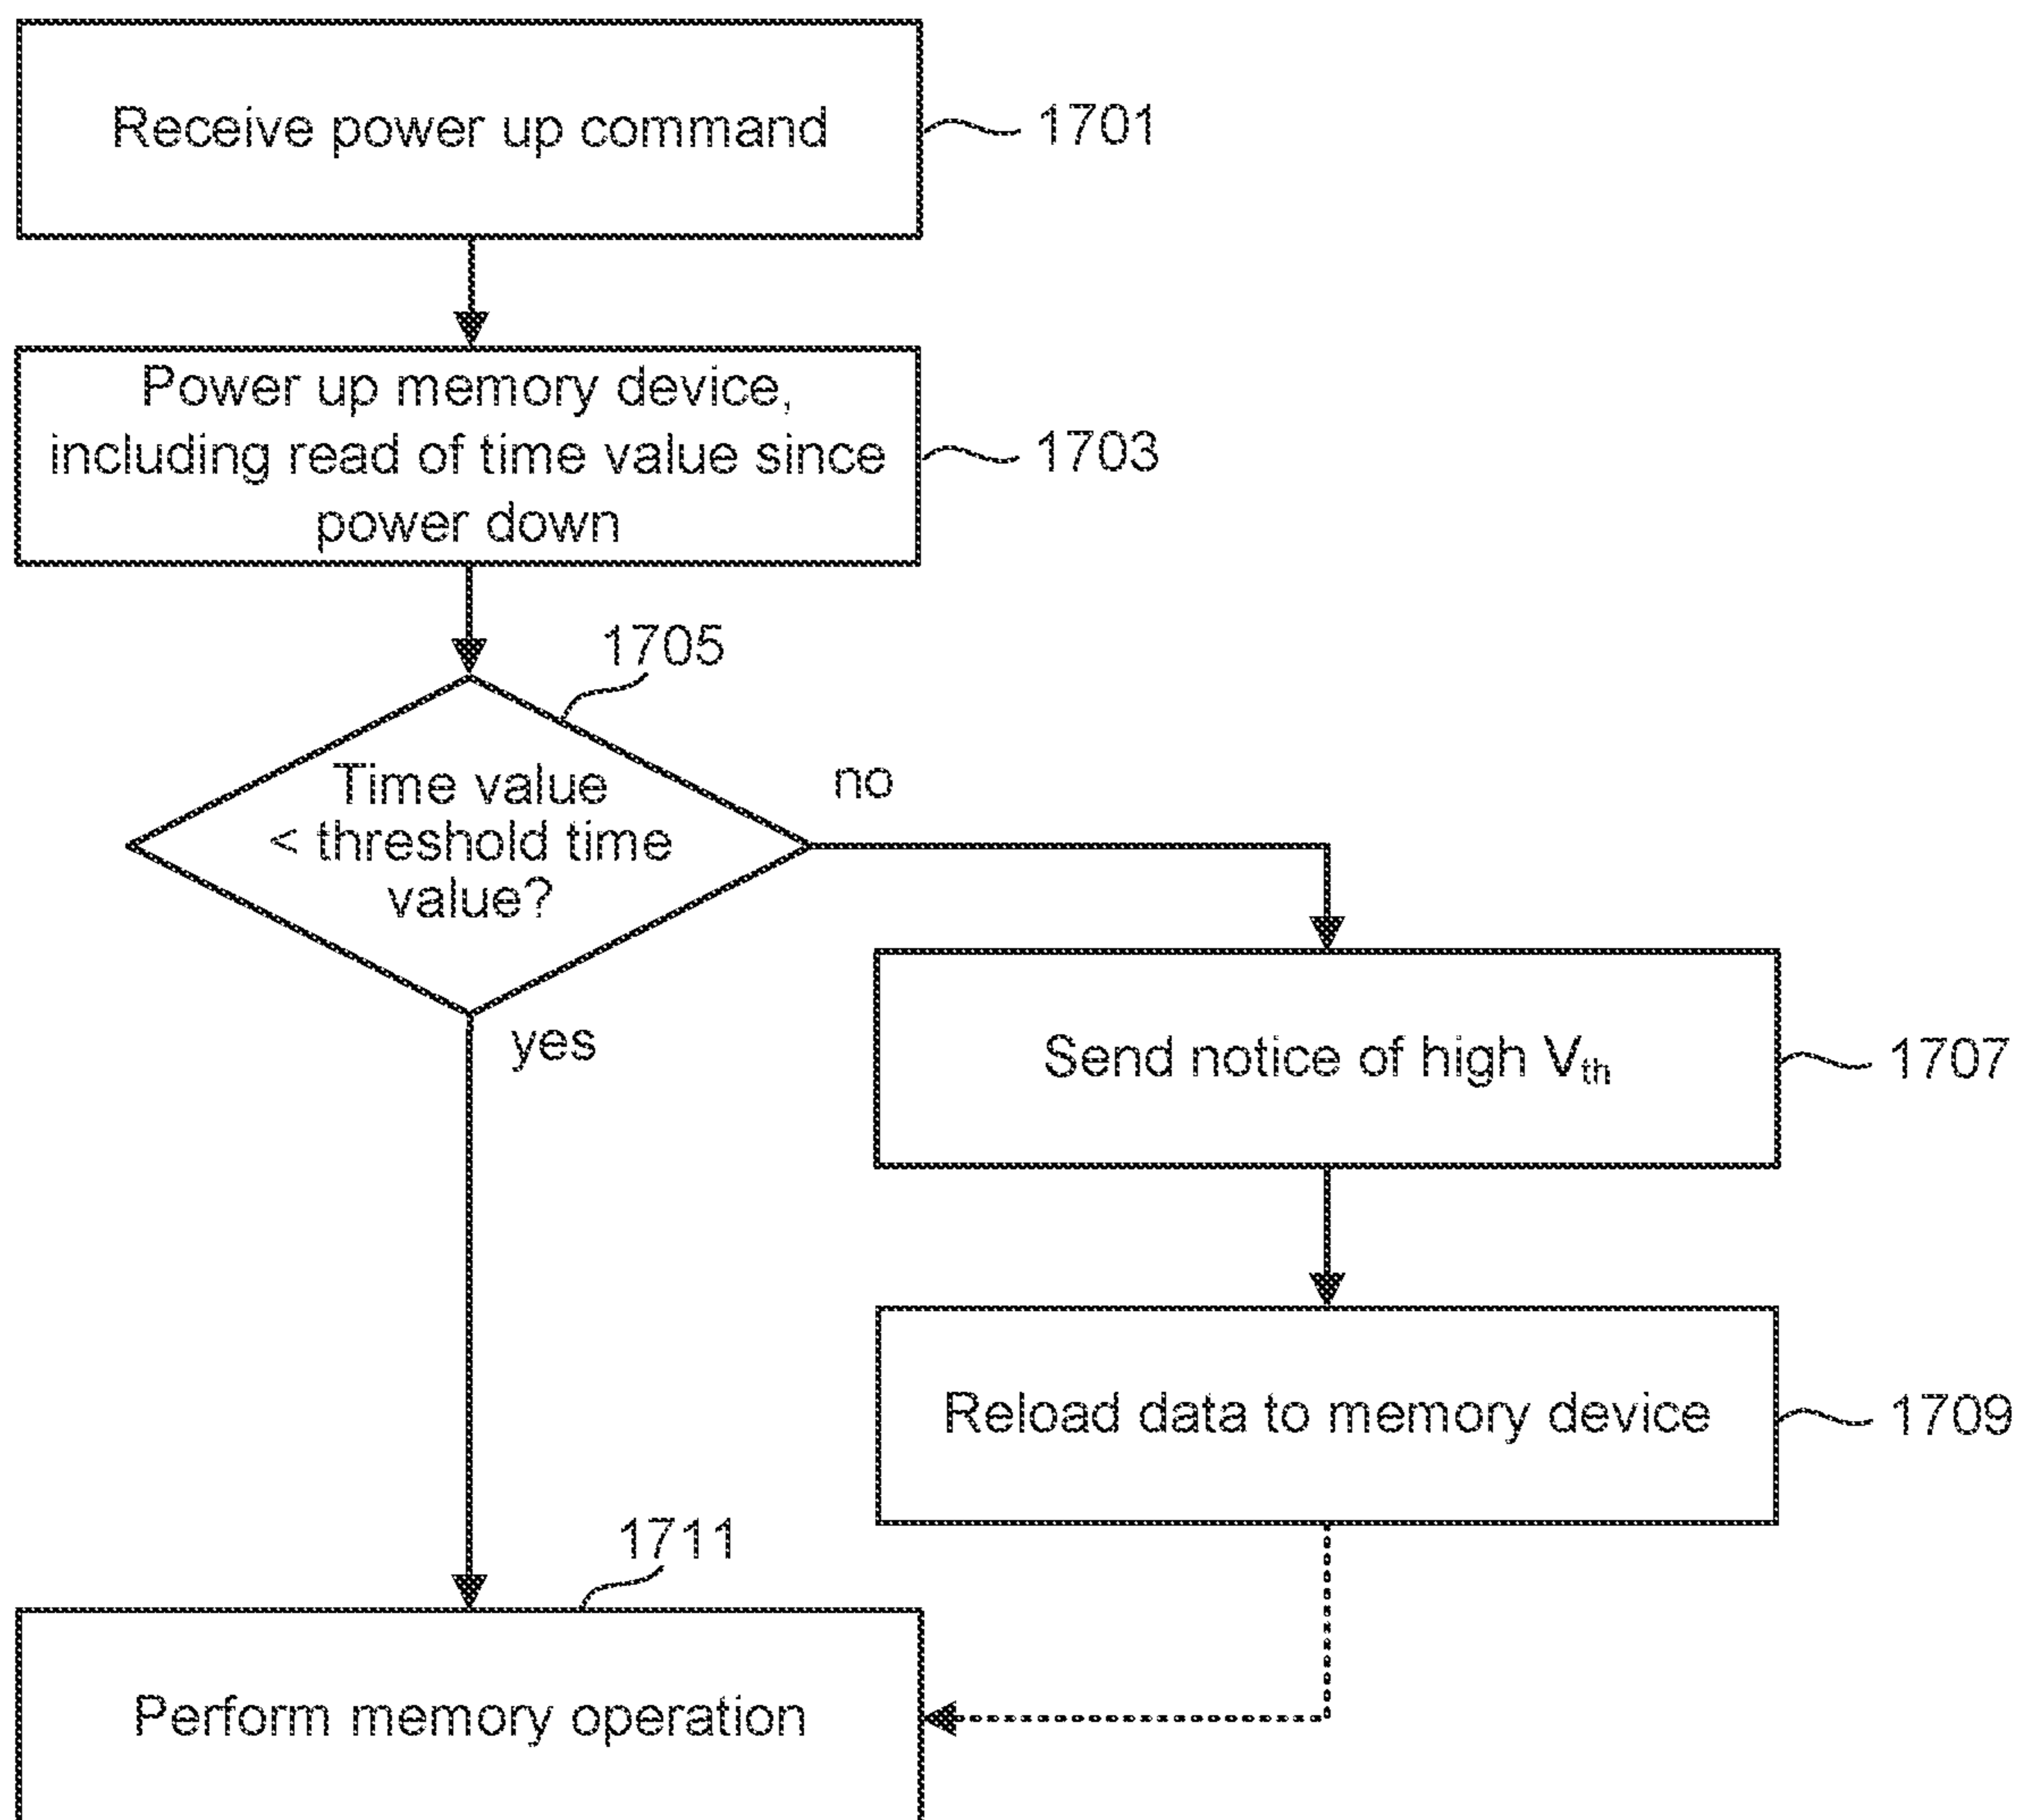 Receive power up command
1701
Power up memory device,
including read of time value since
power down
1703
1705
Time value
< threshold time
value?
no
yes
Send notice of high Vth
1707
Reload data to memory device
1709
1711
Perform memory operation